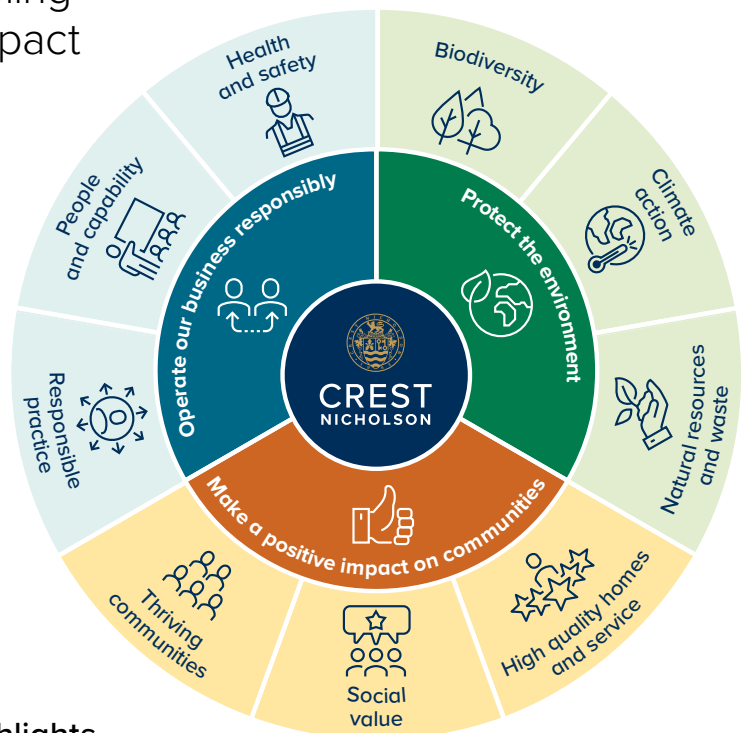 pact
Health
and safety
Biodiversity
People
and capability
Climate
action
Operate our business responsibly
Protect the environment
CREST
NICHOLSON
Responsible
practice
Natural resources
and waste
Make a positive impact on communities
Thriving
communities
Social
value
High quality homes
and service